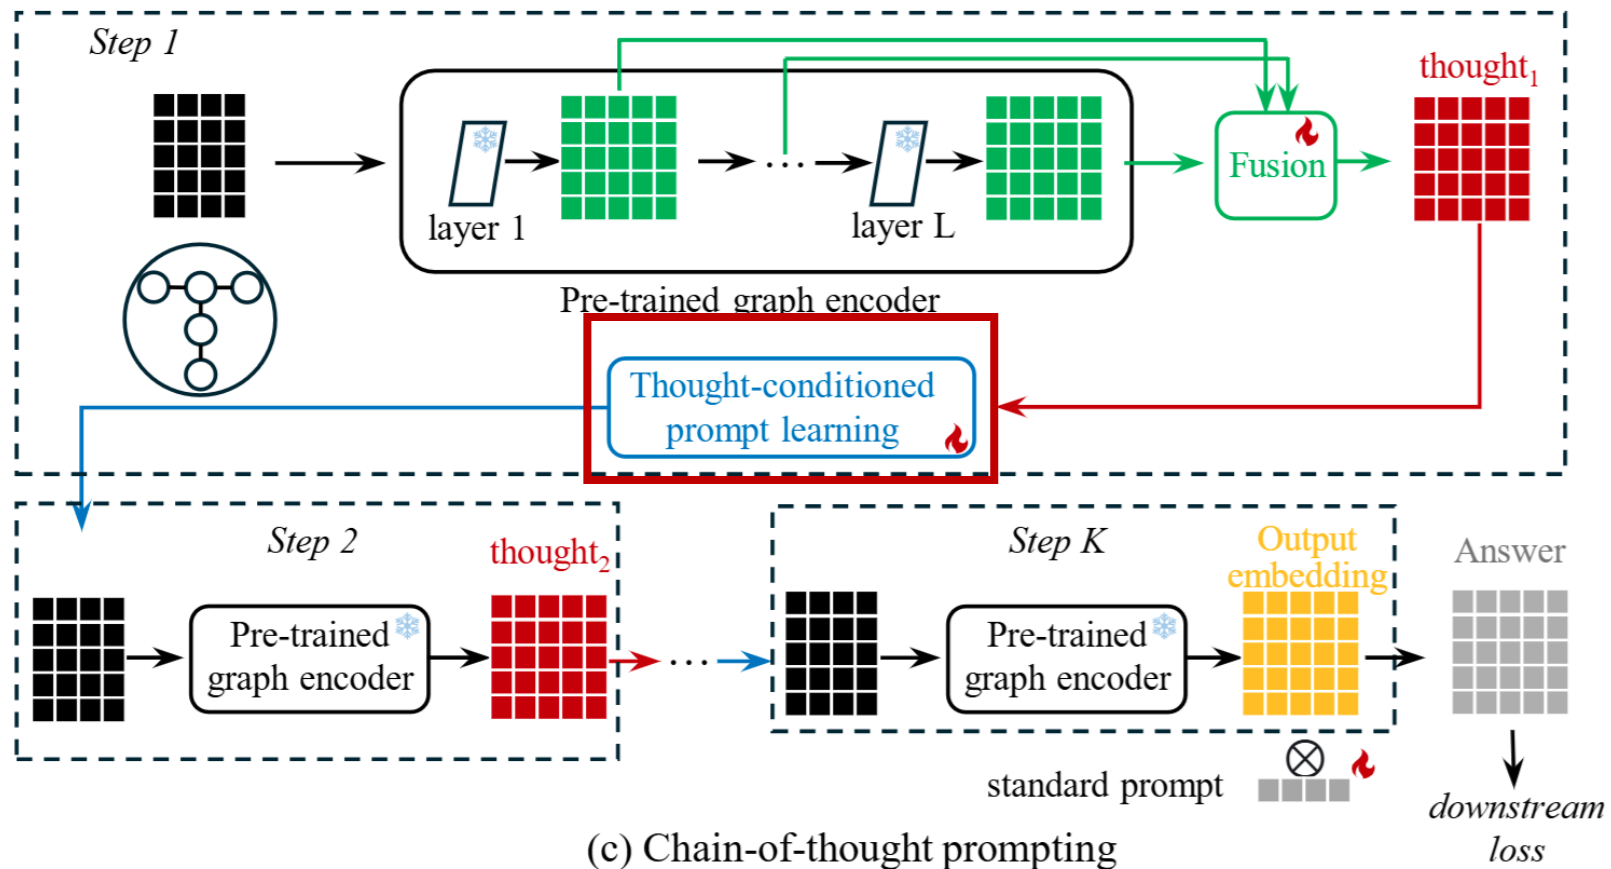 Step 1
thought₁
Fusion
layer 1
...
layer L
Pre-trained graph encoder
Thought-conditioned
prompt learning
Step 2
thought₂
Pre-trained
graph encoder
...
Step K
Output
embedding
Pre-trained
graph encoder
Answer
standard prompt
downstream
loss
(c) Chain-of-thought prompting